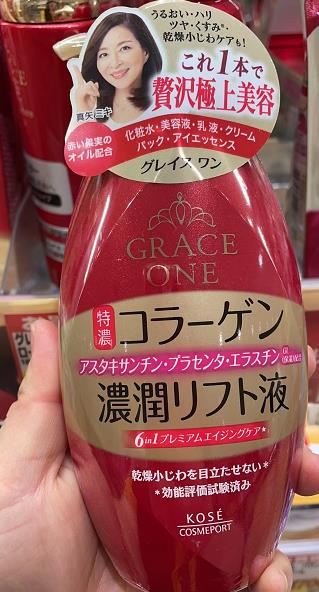 うるおい・ハリ
ツヤ・くすみ*・
乾燥小じわケアも!
これ1本で
贅沢極上美容
真矢ミキ
赤い果実の
オイル配合
化粧水・美容液・乳液・クリーム
パック・アイエッセンス
グレイス ワン
GRACE
ONE
特濃
コラーゲン
アスタキサンチン・プラセンタ・エラスチン
濃潤リフト液
6in1プレミアムエイジングケア*
乾燥小じわを目立たせない*
*効能評価試験済み
KOSÉ
COSMEPORT